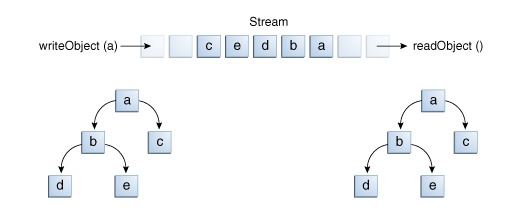 Stream
writeObject (a) c e d b a readObject ()
a a
b c b c
d e d e